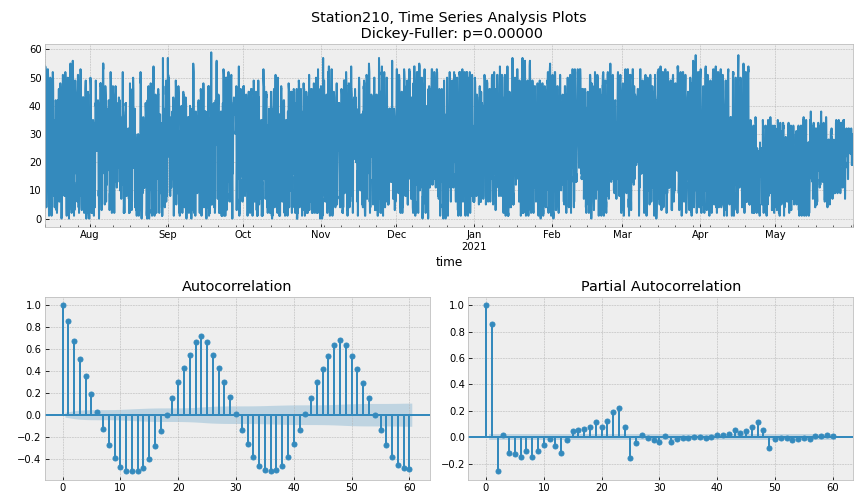 Station210, Time Series Analysis Plots
Dickey-Fuller: p=0.00000
60
50
40
30
20
10
0
Aug Sep Oct Nov Dec Jan Feb Mar Apr May
2021
time
Autocorrelation
1.0
0.8
0.6
0.4
0.2
0.0
−0.2
−0.4
0 10 20 30 40 50 60
Partial Autocorrelation
1.0
0.8
0.6
0.4
0.2
0.0
−0.2
0 10 20 30 40 50 60